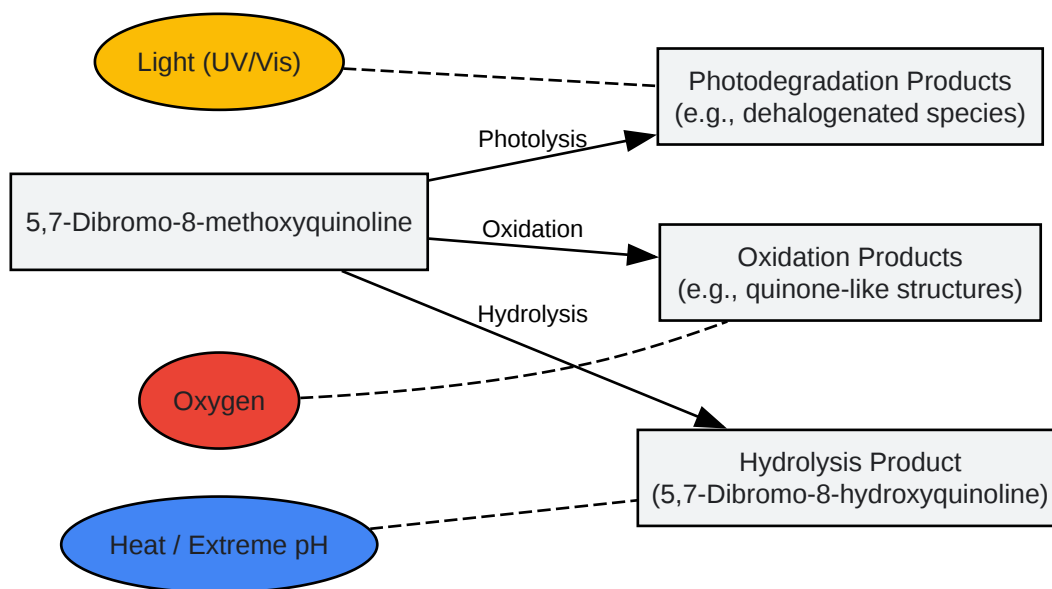 Light (UV/Vis)
Photodegradation Products
(e.g., dehalogenated species)
Photolysis
5,7-Dibromo-8-methoxyquinoline
Oxidation
Oxidation Products
(e.g., quinone-like structures)
Hydrolysis
Oxygen
Hydrolysis Product
(5,7-Dibromo-8-hydroxyquinoline)
Heat / Extreme pH